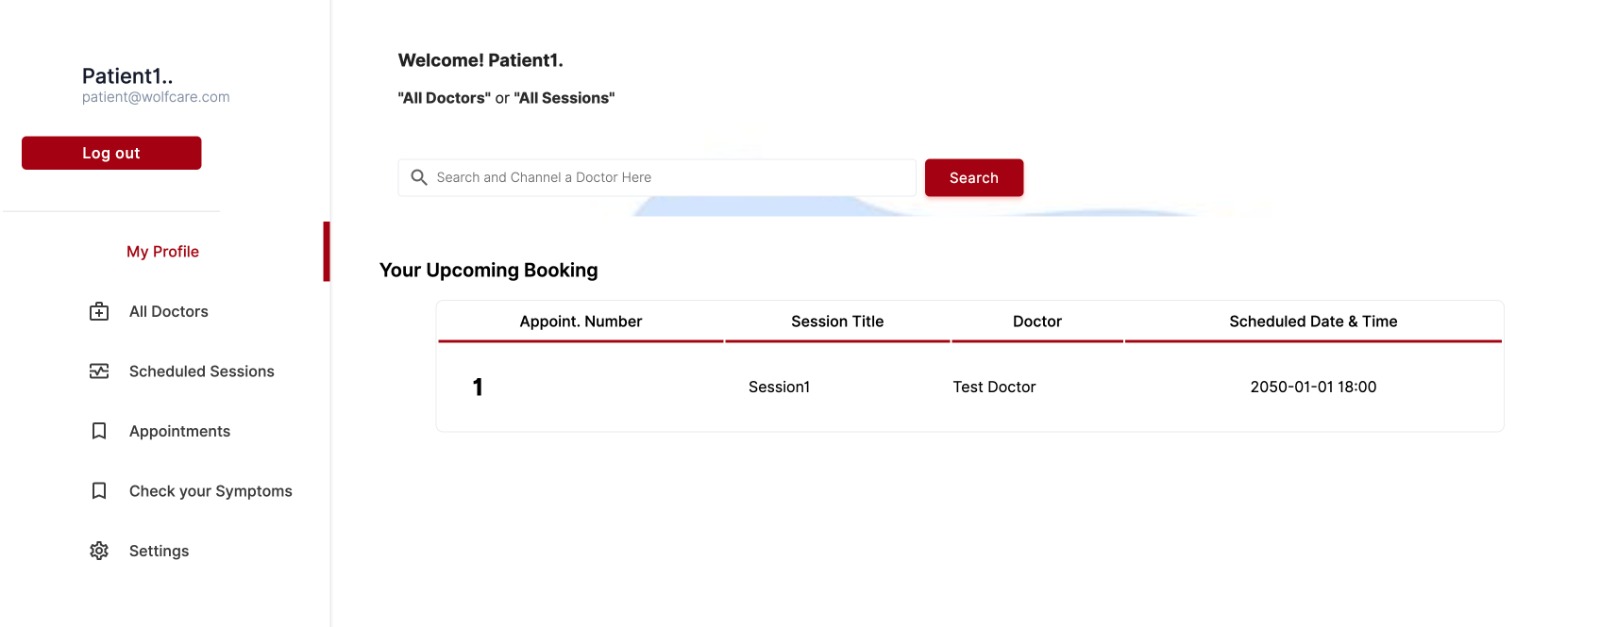 Patient1..
patient@wolfcare.com
Log out
My Profile
All Doctors
Scheduled Sessions
Appointments
Check your Symptoms
Settings
Welcome! Patient1.
"All Doctors" or "All Sessions"
Search and Channel a Doctor Here
Search
Your Upcoming Booking
Appoint. Number Session Title Doctor Scheduled Date & Time
1 Session1 Test Doctor 2050-01-01 18:00